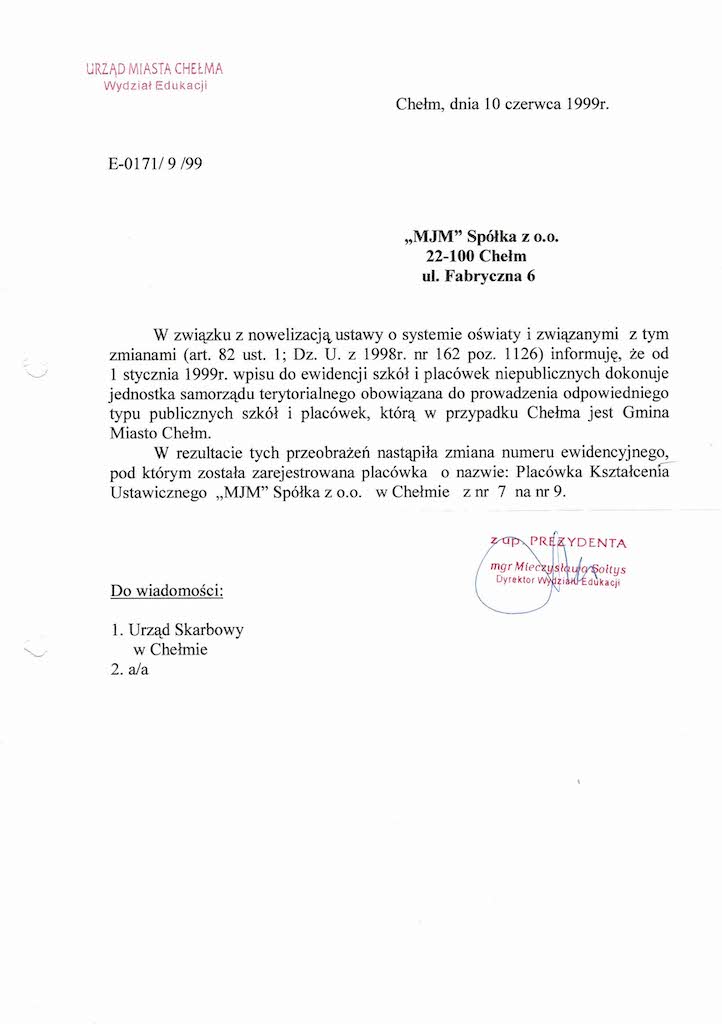 URZĄD MIASTA CHEŁMA
Wydział Edukacji
Chełm, dnia 10 czerwca 1999r.
E-0171/ 9 /99
„MJM” Spółka z o.o.
22-100 Chełm
ul. Fabryczna 6
W związku z nowelizacją ustawy o systemie oświaty i związanymi z tym
zmianami (art. 82 ust. 1; Dz. U. z 1998r. nr 162 poz. 1126) informuję, że od
1 stycznia 1999r. wpisu do ewidencji szkół i placówek niepublicznych dokonuje
jednostka samorządu terytorialnego obowiązana do prowadzenia odpowiedniego
typu publicznych szkół i placówek, którą w przypadku Chełma jest Gmina
Miasto Chełm.
W rezultacie tych przeobrażeń nastąpiła zmiana numeru ewidencyjnego,
pod którym została zarejestrowana placówka o nazwie: Placówka Kształcenia
Ustawicznego „MJM” Spółka z o.o. w Chełmie z nr 7 na nr 9.
z up. PREZYDENTA
mgr Mieczysława Sołtys
Dyrektor Wydziału Edukacji
Do wiadomości:
1. Urząd Skarbowy
w Chełmie
2. a/a